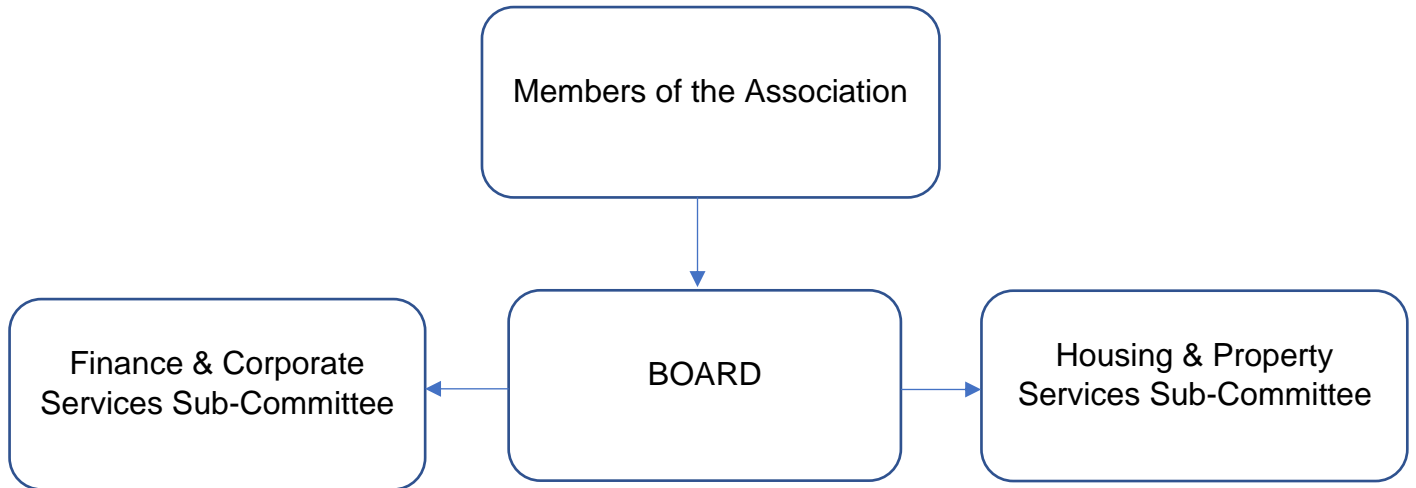 Members of the Association
Finance & Corporate
Services Sub-Committee
BOARD
Housing & Property
Services Sub-Committee